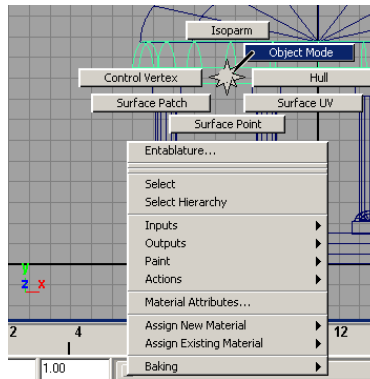 Isoparm
Object Mode
Control Vertex
Hull
Surface Patch
Surface UV
Surface Point
Entablature...
Select
Select Hierarchy
Inputs
Outputs
Paint
Actions
Material Attributes...
Assign New Material
Assign Existing Material
Baking
y
z x
2 4 12
1.00